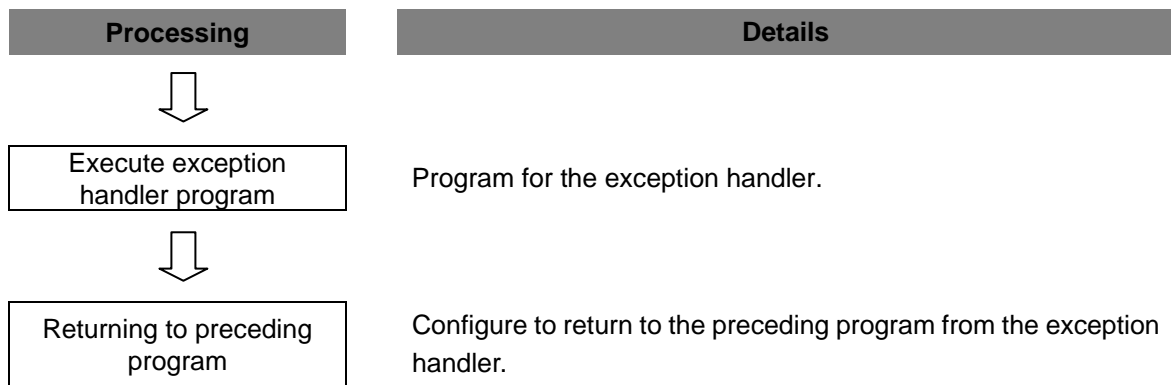 Processing
Details
Execute exception
handler program
Program for the exception handler.
Returning to preceding
program
Configure to return to the preceding program from the exception
handler.